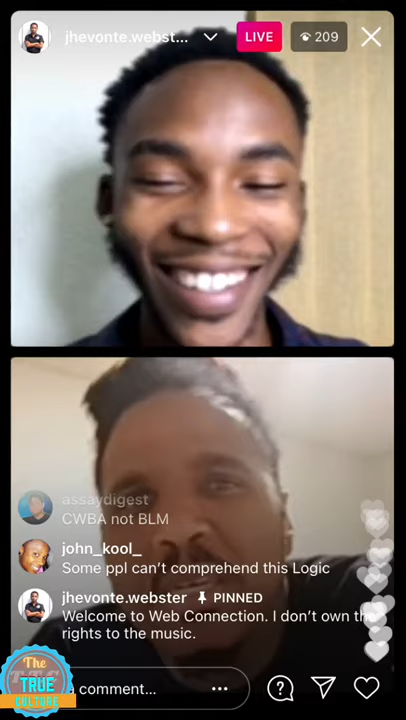 jhevonte.webst...
LIVE
209
assaydigest
CWBA not BLM
john_kool_
Some ppl can't comprehend this Logic
jhevonte.webster PINNED
Welcome to Web Connection. I don't own the
rights to the music.
a comment...
The
TRUE
CULTURE